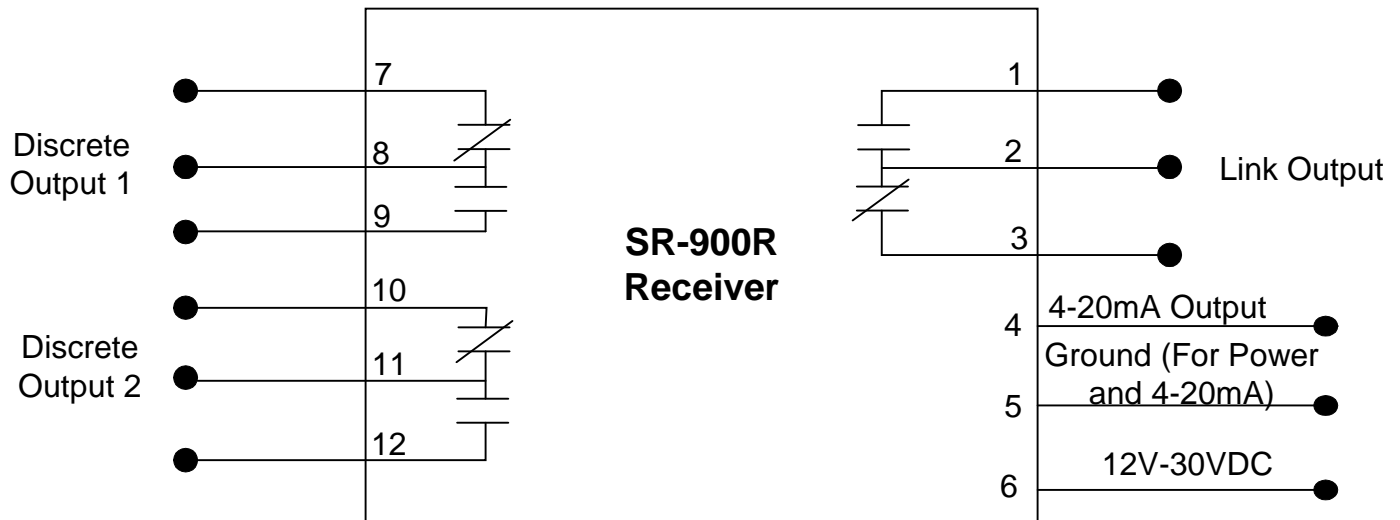 7
8
9
Discrete
Output 1
10
11
12
Discrete
Output 2
SR-900R
Receiver
1
2
3
Link Output
4
4-20mA Output
Ground (For Power
and 4-20mA)
5
12V-30VDC
6